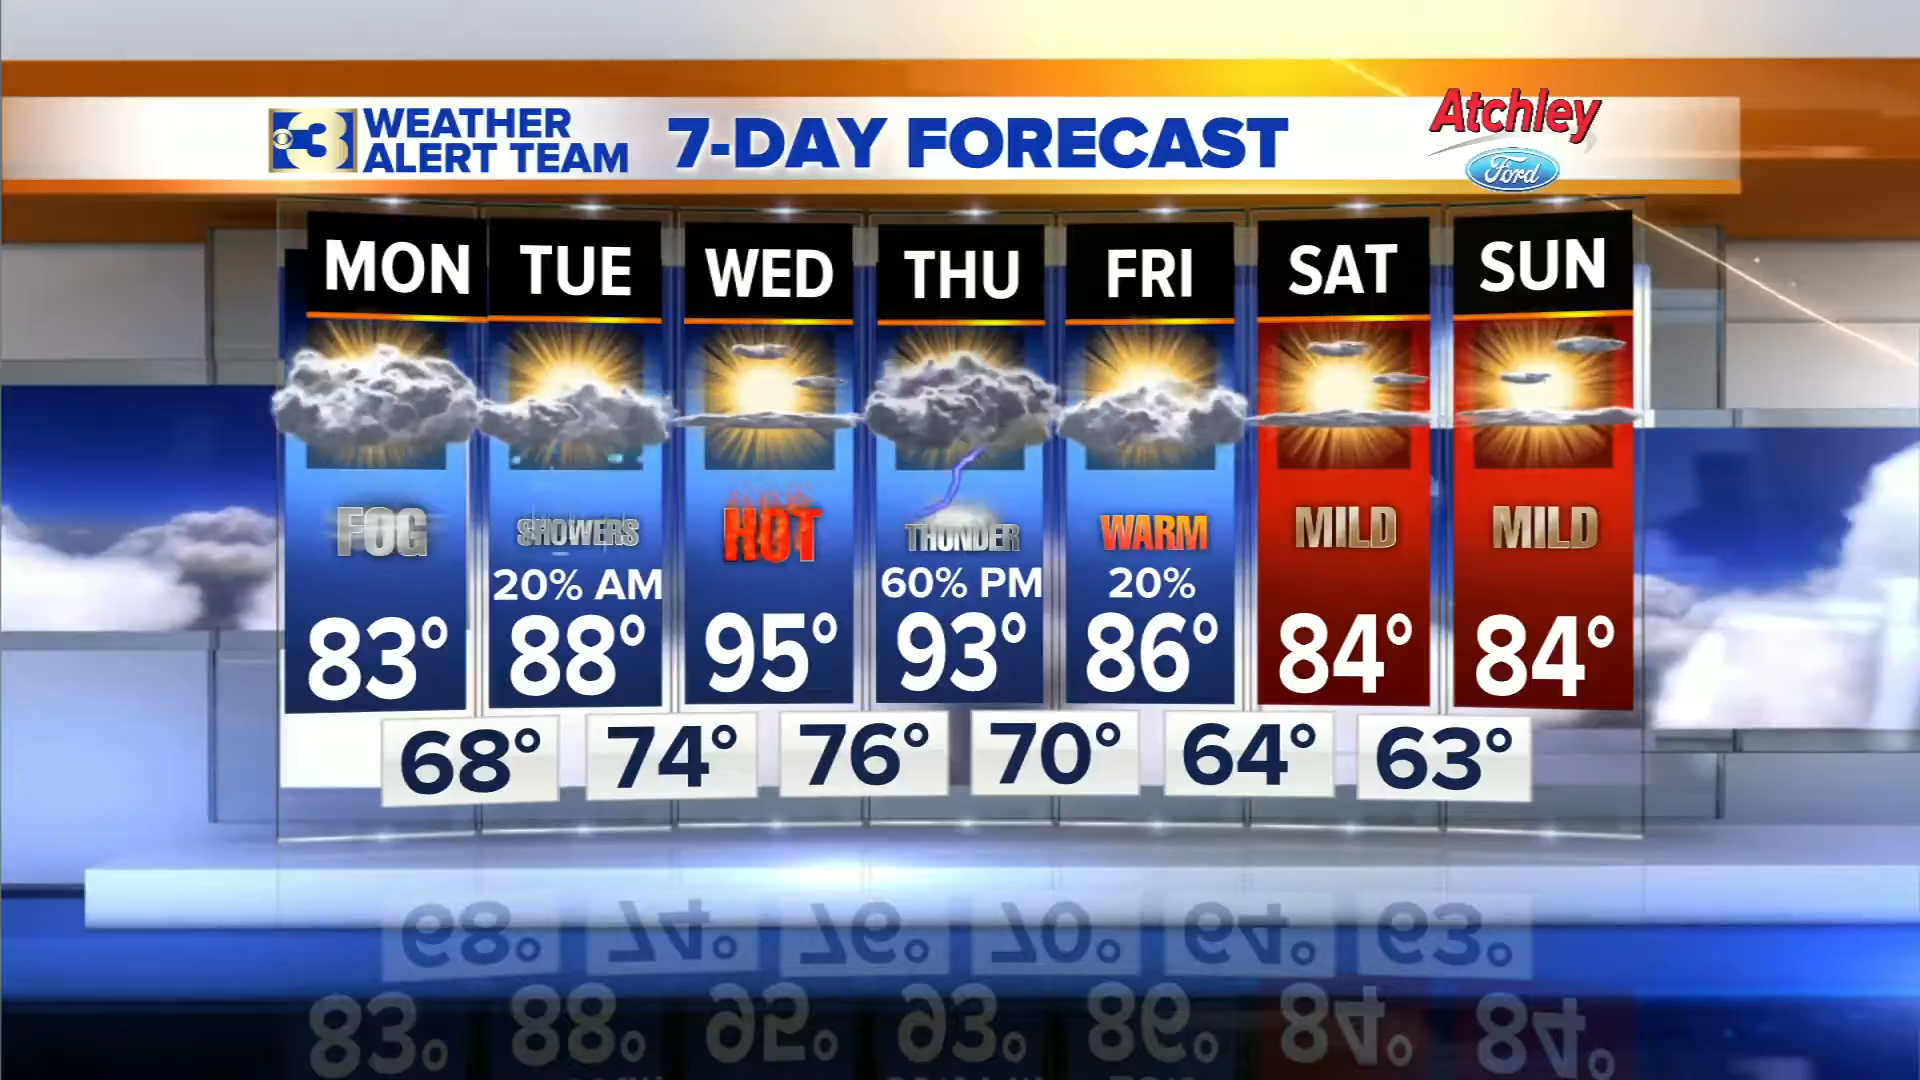 3 WEATHER
ALERT TEAM
7-DAY FORECAST
Atchley
Ford
MON TUE WED THU FRI SAT SUN
FOG SHOWERS HOT THUNDER WARM MILD MILD
20% AM 60% PM 20%
83° 88° 95° 93° 86° 84° 84°
68° 74° 76° 70° 64° 63°